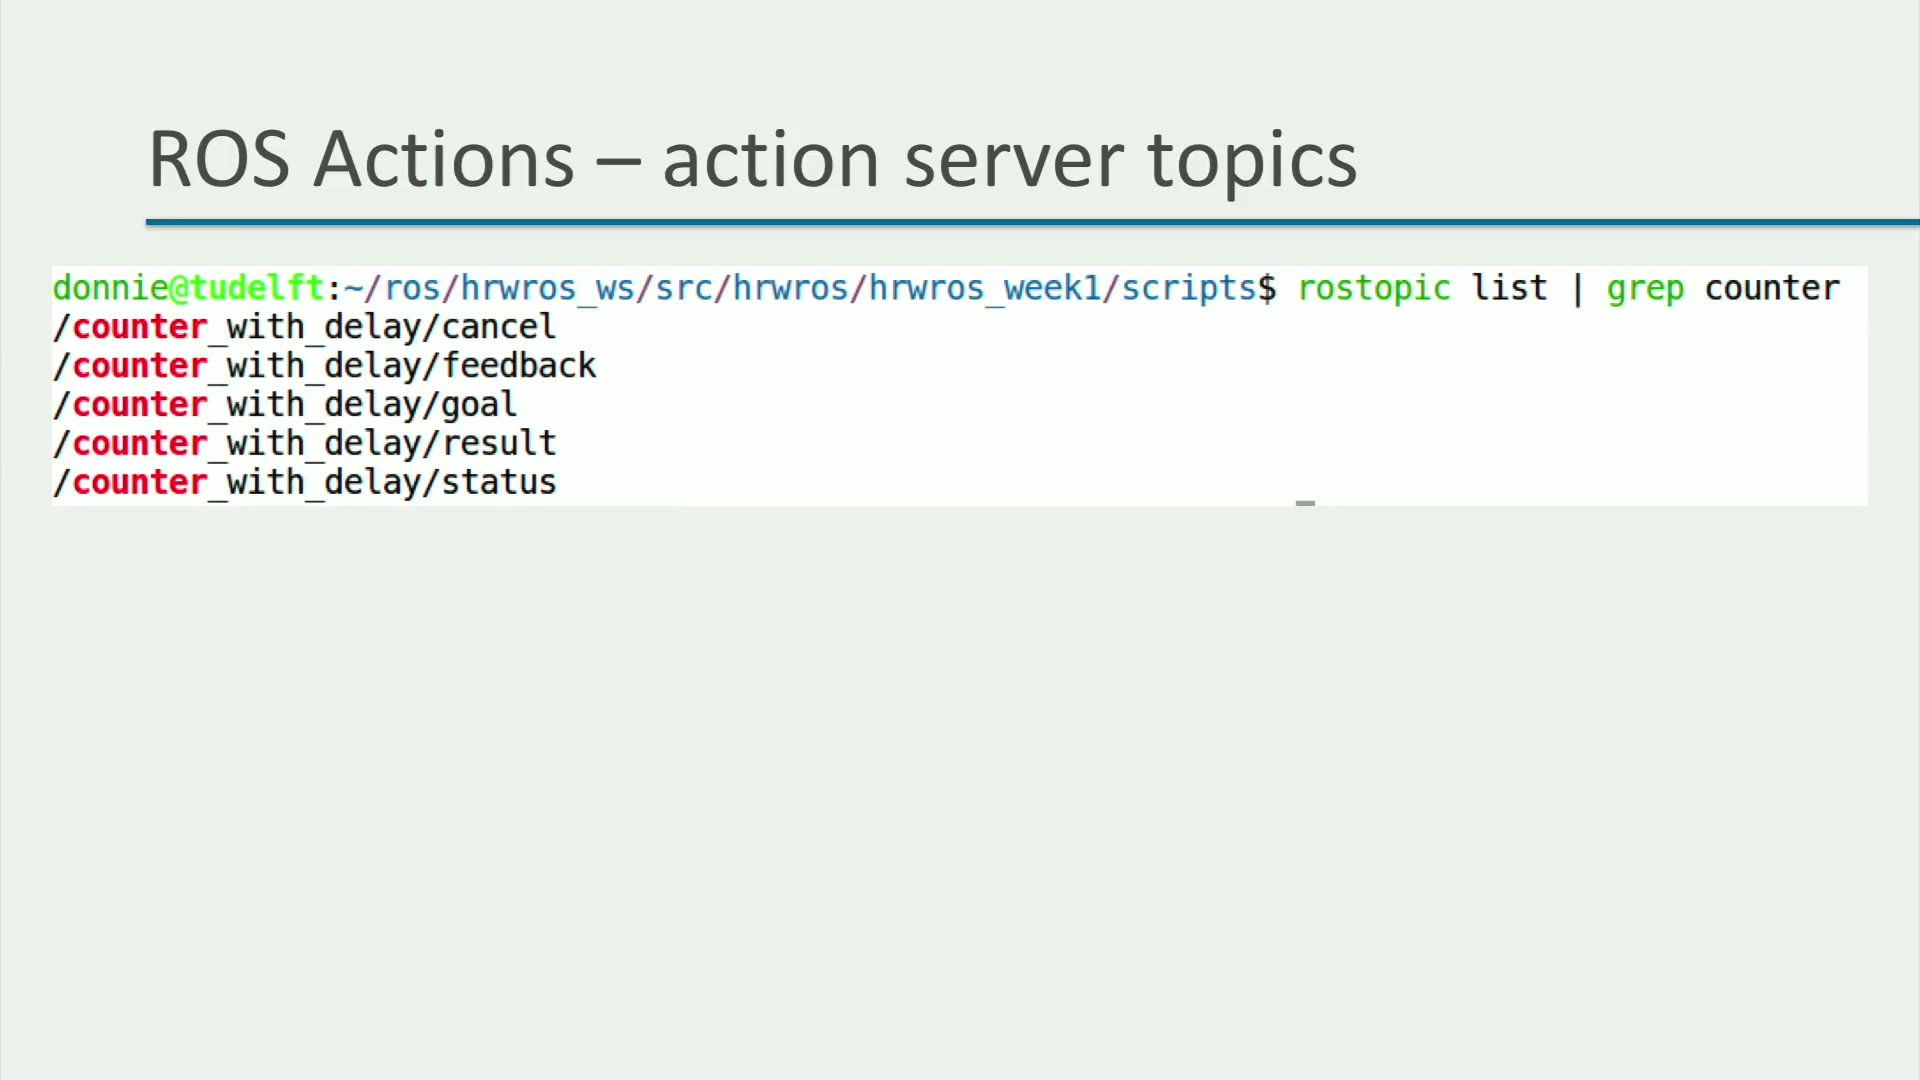 ROS Actions – action server topics
donnie@tudelft:~/ros/hrwros_ws/src/hrwros/hrwros_week1/scripts$ rostopic list | grep counter
/counter_with_delay/cancel
/counter_with_delay/feedback
/counter_with_delay/goal
/counter_with_delay/result
/counter_with_delay/status